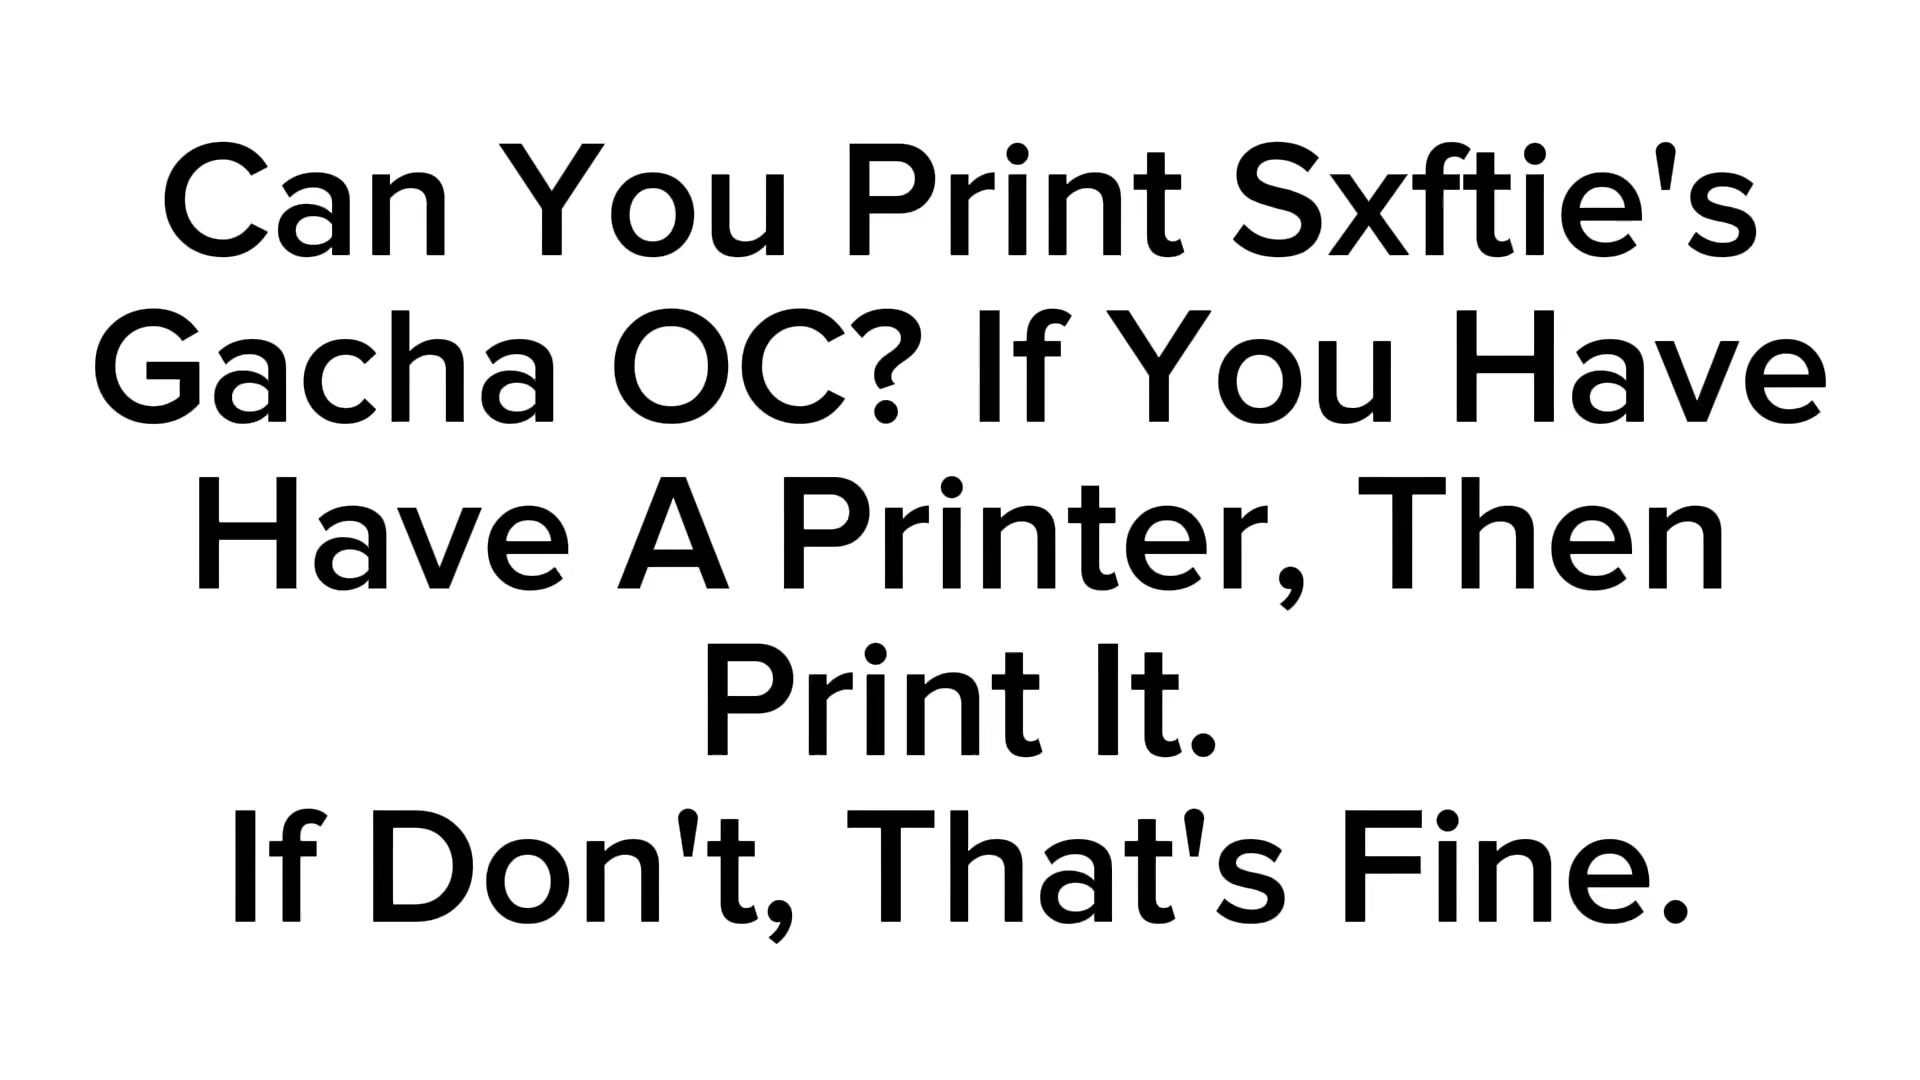 Can You Print Sxftie's
Gacha OC? If You Have
Have A Printer, Then
Print It.
If Don't, That's Fine.